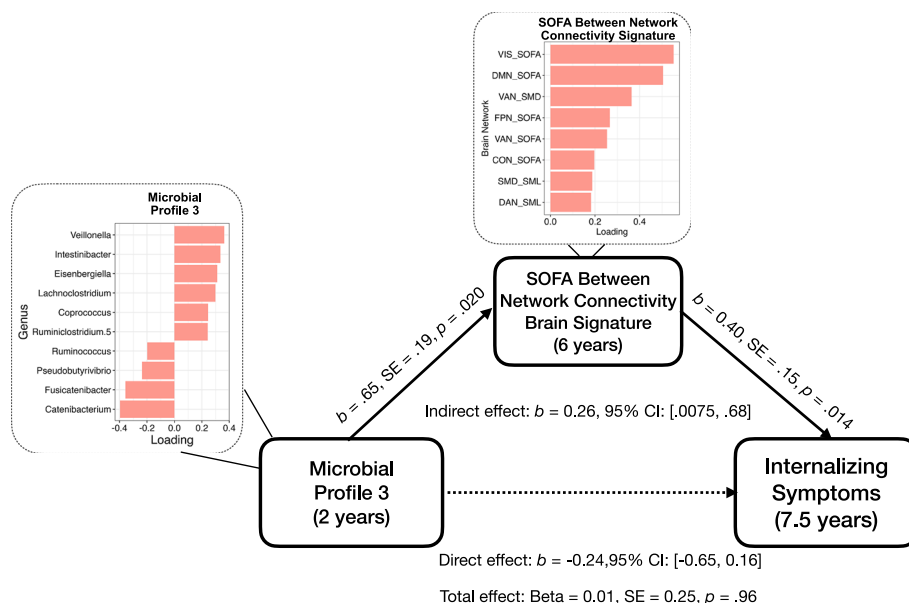 SOFA Between Network
Connectivity Signature
Brain Network
VIS_SOFA
DMN_SOFA
VAN_SMD
FPN_SOFA
VAN_SOFA
CON_SOFA
SMD_SML
DAN_SML
0.0 0.2 0.4
Loading
Microbial
Profile 3
Genus
Veillonella
Intestinibacter
Eisenbergiella
Lachnoclostridium
Coprococcus
Ruminiclostridium.5
Ruminococcus
Pseudobutyrivibrio
Fusicatenibacter
Catenibacterium
-0.4 -0.2 0.0 0.2 0.4
Loading
SOFA Between
Network Connectivity
Brain Signature
(6 years)
b = .65, SE = .19, p = .020
b = 0.40, SE = .15, p = .014
Indirect effect: b = 0.26, 95% CI: [.0075, .68]
Microbial
Profile 3
(2 years)
Internalizing
Symptoms
(7.5 years)
Direct effect: b = -0.24,95% CI: [-0.65, 0.16]
Total effect: Beta = 0.01, SE = 0.25, p = .96